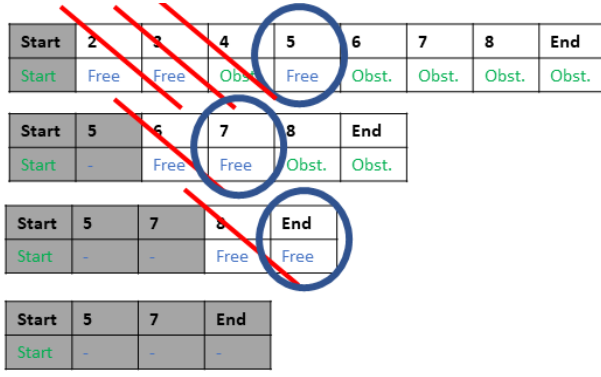 Start 2 3 4 5 6 7 8 End
Start Free Free Obst. Free Obst. Obst. Obst. Obst.
Start 5 6 7 8 End
Start - Free Free Obst. Obst.
Start 5 7 8 End
Start - - Free Free
Start 5 7 End
Start - - -